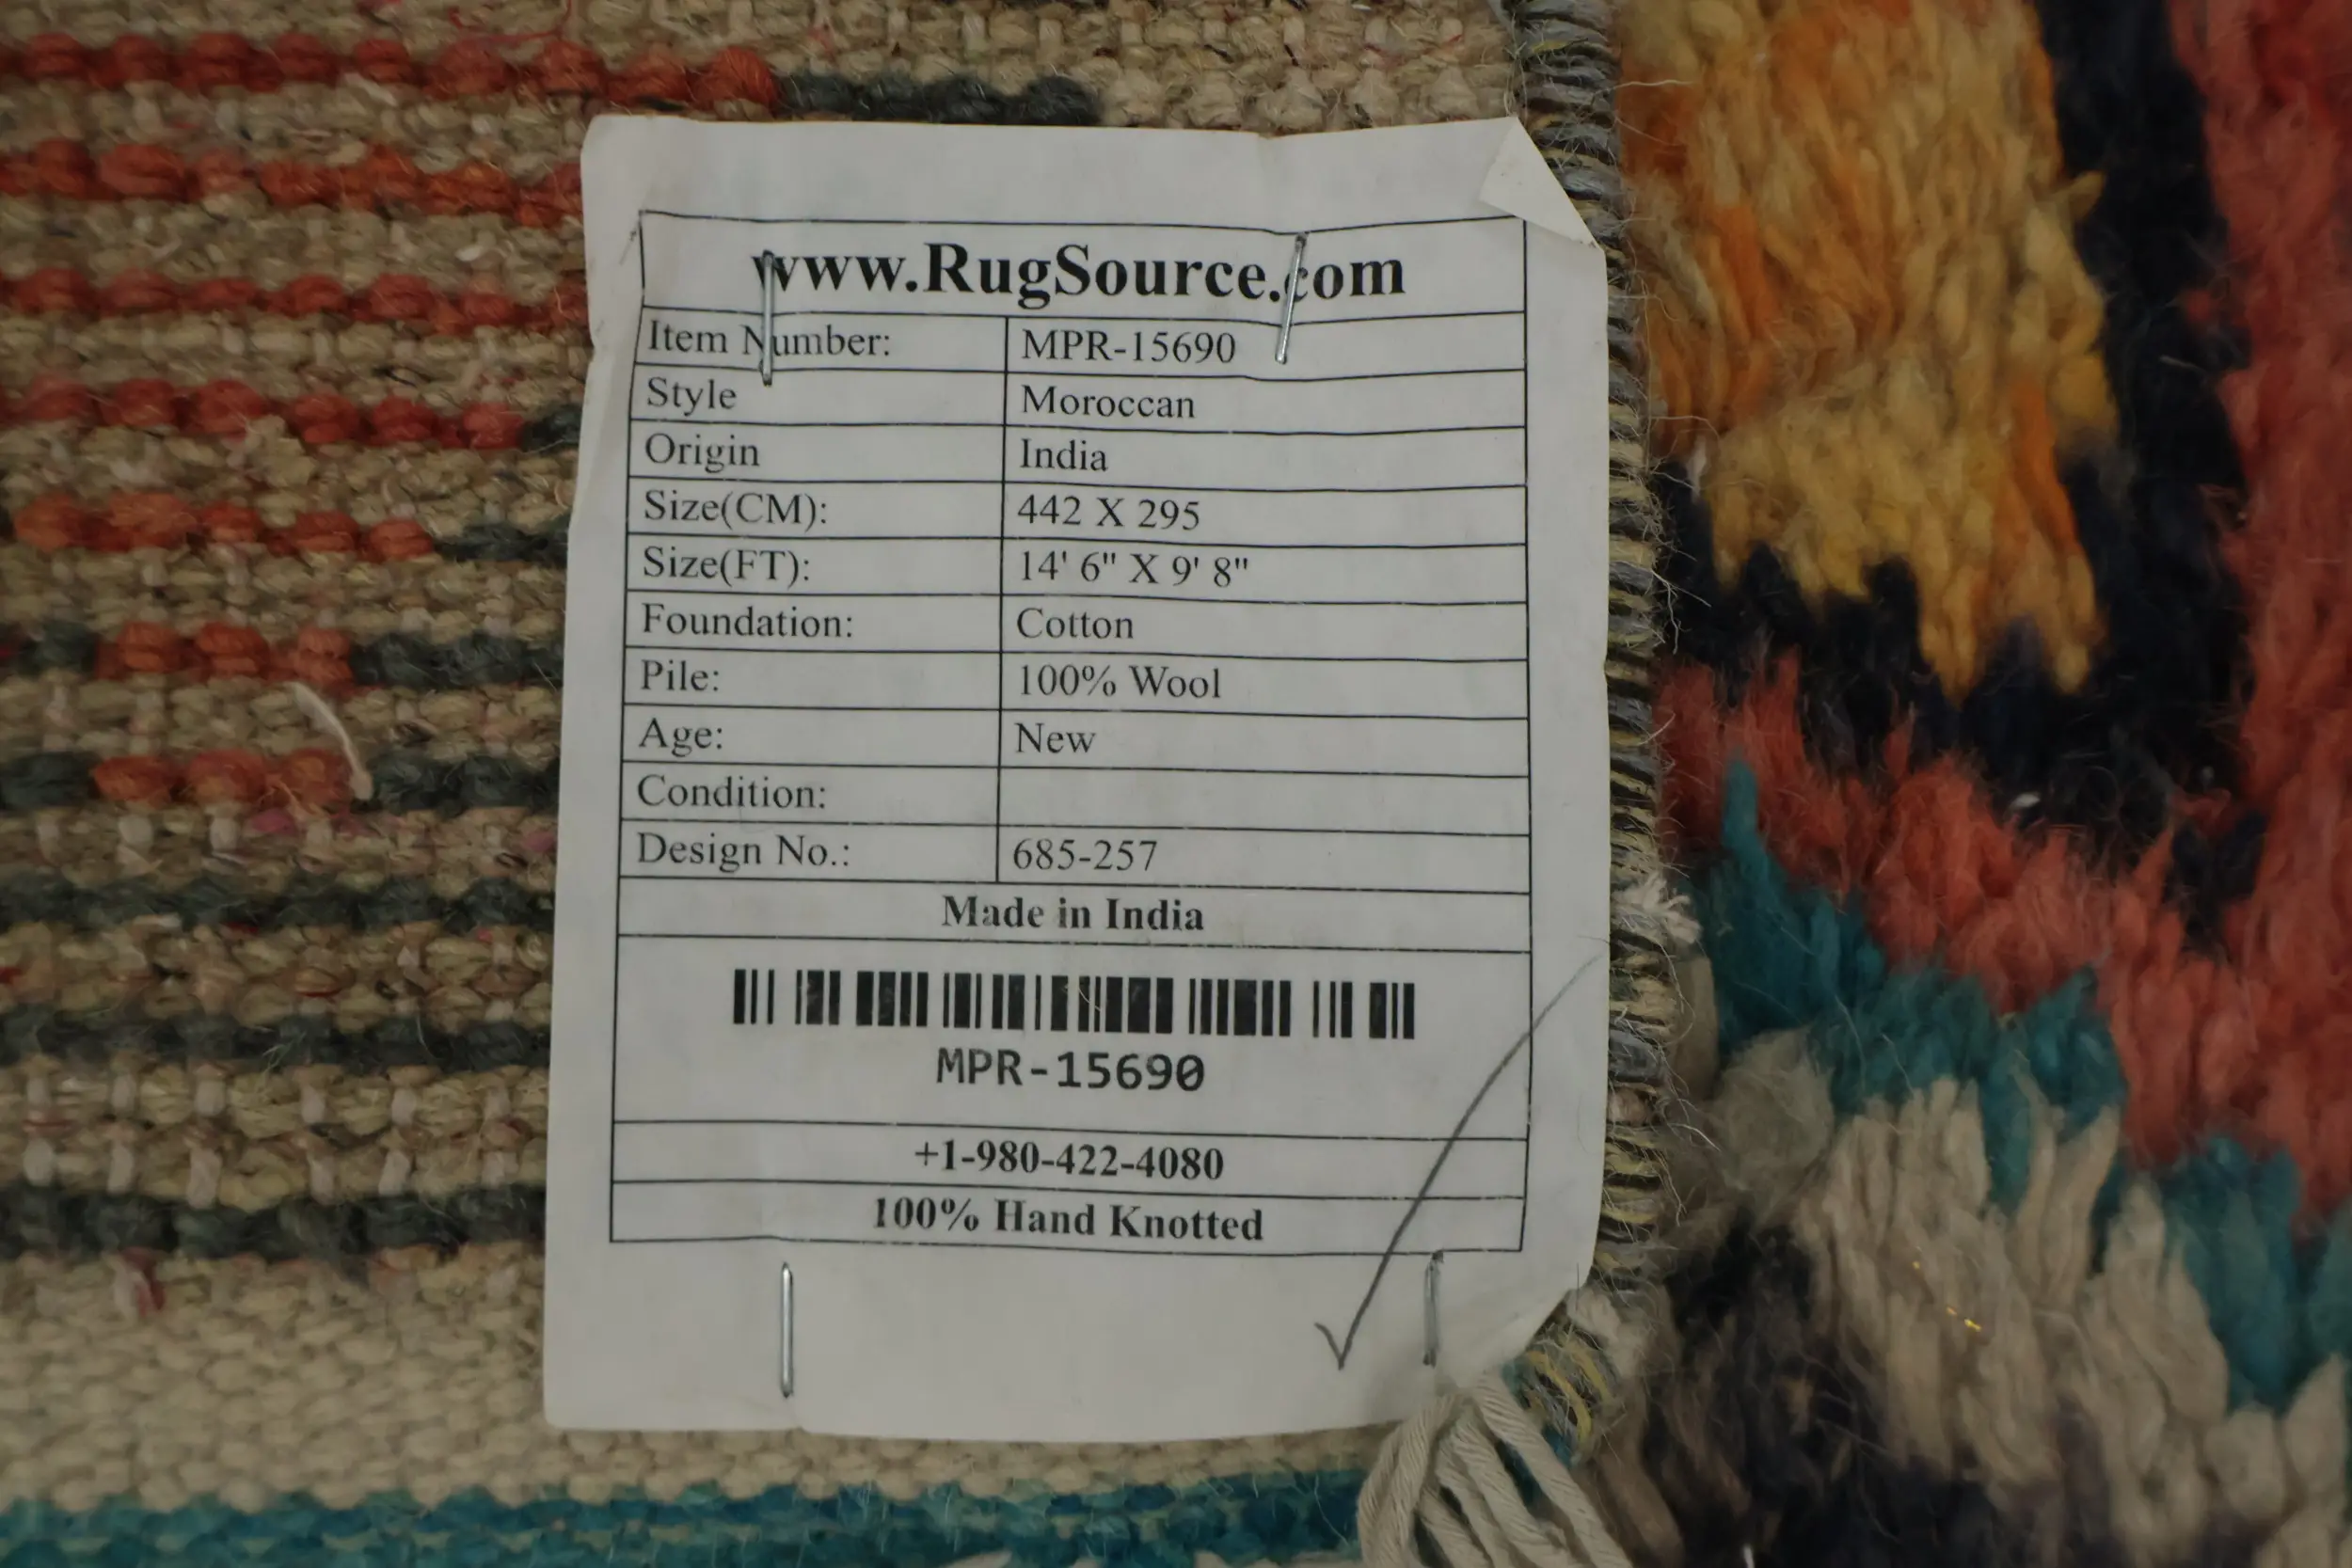 www.RugSource.com
Item Number: MPR-15690
Style Moroccan
Origin India
Size(CM): 442 X 295
Size(FT): 14' 6" X 9' 8"
Foundation: Cotton
Pile: 100% Wool
Age: New
Condition:
Design No.: 685-257
Made in India
MPR-15690
+1-980-422-4080
100% Hand Knotted